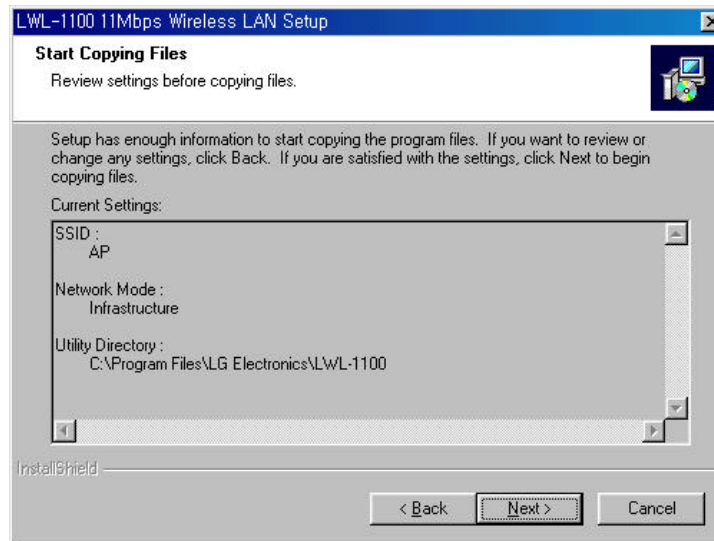 LWL-1100 11Mbps Wireless LAN Setup
Start Copying Files
Review settings before copying files.
Setup has enough information to start copying the program files. If you want to review or
change any settings, click Back. If you are satisfied with the settings, click Next to begin
copying files.
Current Settings:
SSID :
AP
Network Mode :
Infrastructure
Utility Directory :
C:\Program Files\LG Electronics\LWL-1100
InstallShield
< Back
Next >
Cancel